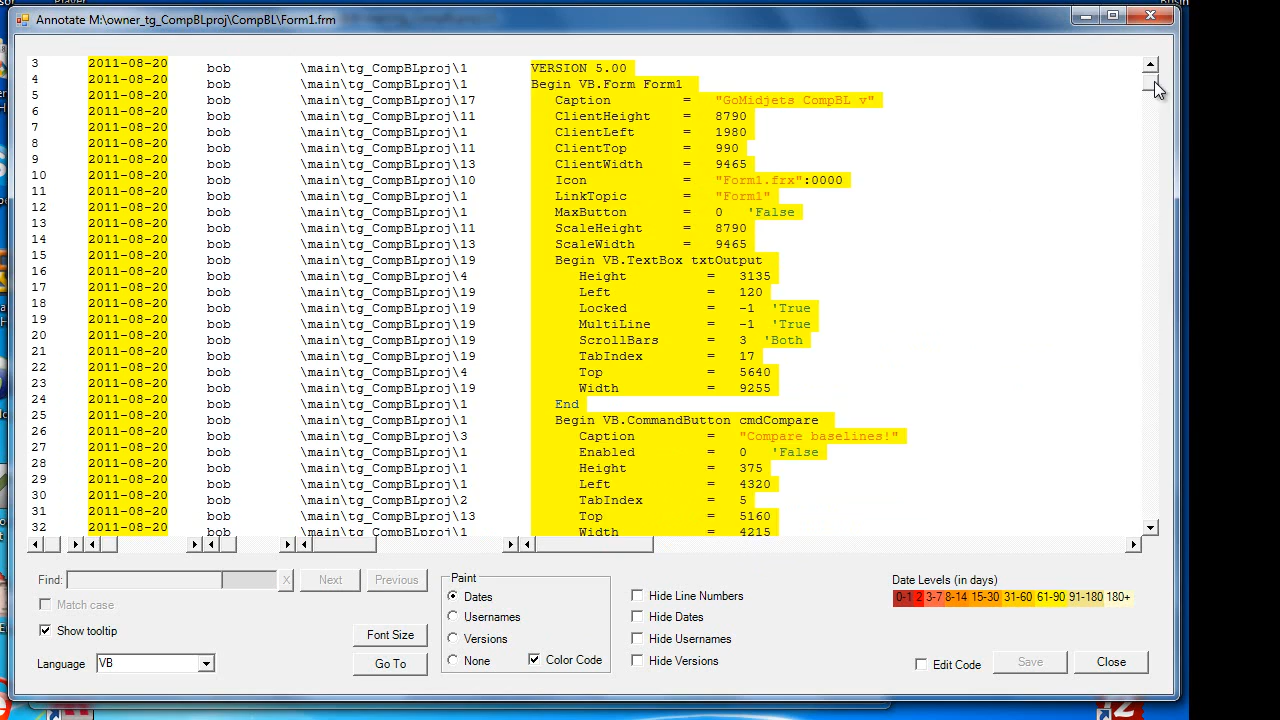 Annotate M:\owner_tg_CompBLproj\CompBL\Form1.frm
3 2011-08-20 bob \main\tg_CompBLproj\1 VERSION 5.00
4 2011-08-20 bob \main\tg_CompBLproj\1 Begin VB.Form Form1
5 2011-08-20 bob \main\tg_CompBLproj\17 Caption = "GoMidjets CompBL v"
6 2011-08-20 bob \main\tg_CompBLproj\11 ClientHeight = 8790
7 2011-08-20 bob \main\tg_CompBLproj\1 ClientLeft = 1980
8 2011-08-20 bob \main\tg_CompBLproj\11 ClientTop = 990
9 2011-08-20 bob \main\tg_CompBLproj\13 ClientWidth = 9465
10 2011-08-20 bob \main\tg_CompBLproj\10 Icon = "Form1.frx":0000
11 2011-08-20 bob \main\tg_CompBLproj\1 LinkTopic = "Form1"
12 2011-08-20 bob \main\tg_CompBLproj\1 MaxButton = 0 'False
13 2011-08-20 bob \main\tg_CompBLproj\11 ScaleHeight = 8790
14 2011-08-20 bob \main\tg_CompBLproj\13 ScaleWidth = 9465
15 2011-08-20 bob \main\tg_CompBLproj\19 Begin VB.TextBox txtOutput
16 2011-08-20 bob \main\tg_CompBLproj\4 Height = 3135
17 2011-08-20 bob \main\tg_CompBLproj\19 Left = 120
18 2011-08-20 bob \main\tg_CompBLproj\19 Locked = -1 'True
19 2011-08-20 bob \main\tg_CompBLproj\19 MultiLine = -1 'True
20 2011-08-20 bob \main\tg_CompBLproj\19 ScrollBars = 3 'Both
21 2011-08-20 bob \main\tg_CompBLproj\19 TabIndex = 17
22 2011-08-20 bob \main\tg_CompBLproj\4 Top = 5640
23 2011-08-20 bob \main\tg_CompBLproj\19 Width = 9255
24 2011-08-20 bob \main\tg_CompBLproj\1 End
25 2011-08-20 bob \main\tg_CompBLproj\1 Begin VB.CommandButton cmdCompare
26 2011-08-20 bob \main\tg_CompBLproj\3 Caption = "Compare baselines!"
27 2011-08-20 bob \main\tg_CompBLproj\1 Enabled = 0 'False
28 2011-08-20 bob \main\tg_CompBLproj\1 Height = 375
29 2011-08-20 bob \main\tg_CompBLproj\1 Left = 4320
30 2011-08-20 bob \main\tg_CompBLproj\2 TabIndex = 5
31 2011-08-20 bob \main\tg_CompBLproj\13 Top = 5160
32 2011-08-20 bob \main\tg_CompBLproj\1 Width = 4215
Find: X Next Previous
Match case
Show tooltip
Font Size
Language VB
Go To
Paint
Dates
Usernames
Versions
None Color Code
Hide Line Numbers
Hide Dates
Hide Usernames
Hide Versions
Date Levels (in days)
0-1 2 3-7 8-14 15-30 31-60 61-90 91-180 180+
Edit Code Save Close